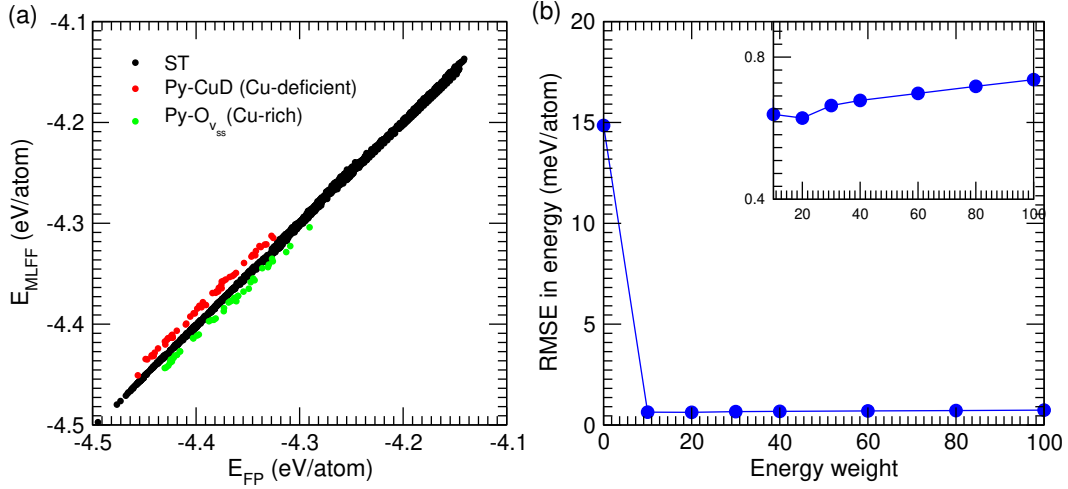 (a)
-4.1
-4.2
-4.3
-4.4
-4.5
E_MLFF (eV/atom)
ST
Py-CuD (Cu-deficient)
Py-O_v_ss (Cu-rich)
-4.5 -4.4 -4.3 -4.2 -4.1
E_FP (eV/atom)
(b)
20
15
10
5
0
RMSE in energy (meV/atom)
0.8
0.4
20 40 60 80 100
0 20 40 60 80 100
Energy weight